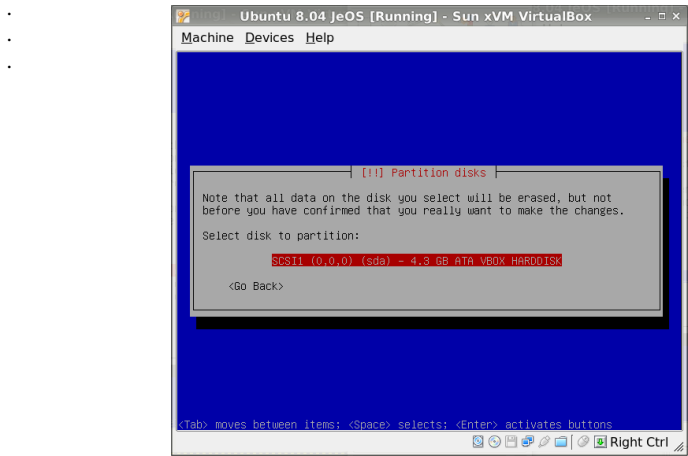 Ubuntu 8.04 JeOS [Running] - Sun xVM VirtualBox
Machine Devices Help
[!!] Partition disks
Note that all data on the disk you select will be erased, but not
before you have confirmed that you really want to make the changes.
Select disk to partition:
SCSI1 (0,0,0) (sda) - 4.3 GB ATA VBOX HARDDISK
<Go Back>
<Tab> moves between items; <Space> selects; <Enter> activates buttons
Right Ctrl